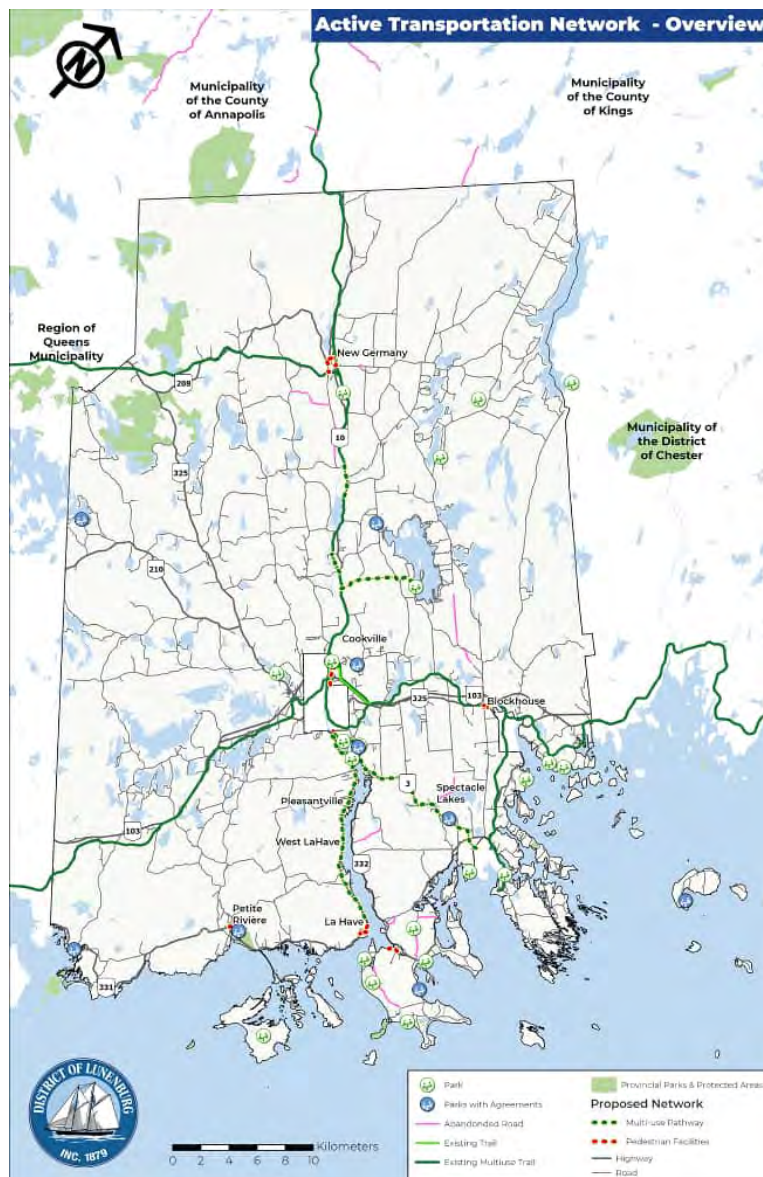 Active Transportation Network - Overview
N
Municipality
of the County
of Annapolis
Municipality
of the County
of Kings
Region of
Queens
Municipality
New Germany
208
10
Municipality of
the District
of Chester
325
210
Cookville
325
103
Blockhouse
3
Pleasantville
Spectacle
Lakes
103
West LaHave
332
Petite
Rivière
La Have
331
DISTRICT OF LUNENBURG
INC. 1879
Kilometers
0 2 4 6 8 10
Park
Parks with Agreements
Abandonded Road
Existing Trail
Existing Multiuse Trail
Provincial Parks & Protected Areas
Proposed Network
Multi-use Pathway
Pedestrian Facilities
Highway
Road